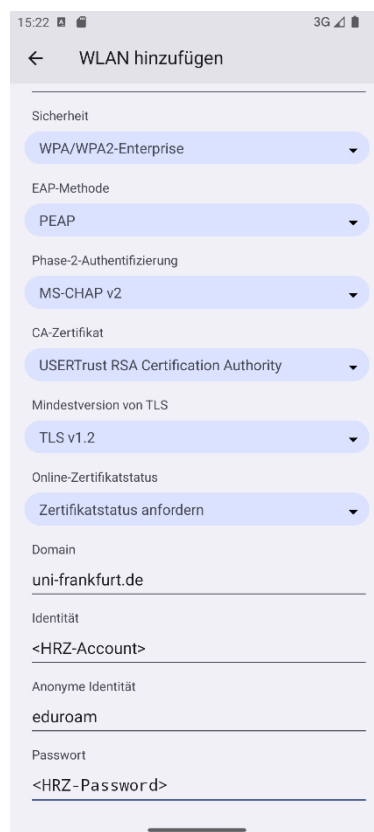 15:22 3G
WLAN hinzufügen
Sicherheit
WPA/WPA2-Enterprise
EAP-Methode
PEAP
Phase-2-Authentifizierung
MS-CHAP v2
CA-Zertifikat
USERTrust RSA Certification Authority
Mindestversion von TLS
TLS v1.2
Online-Zertifikatstatus
Zertifikatstatus anfordern
Domain
uni-frankfurt.de
Identität
<HRZ-Account>
Anonyme Identität
eduroam
Passwort
<HRZ-Password>